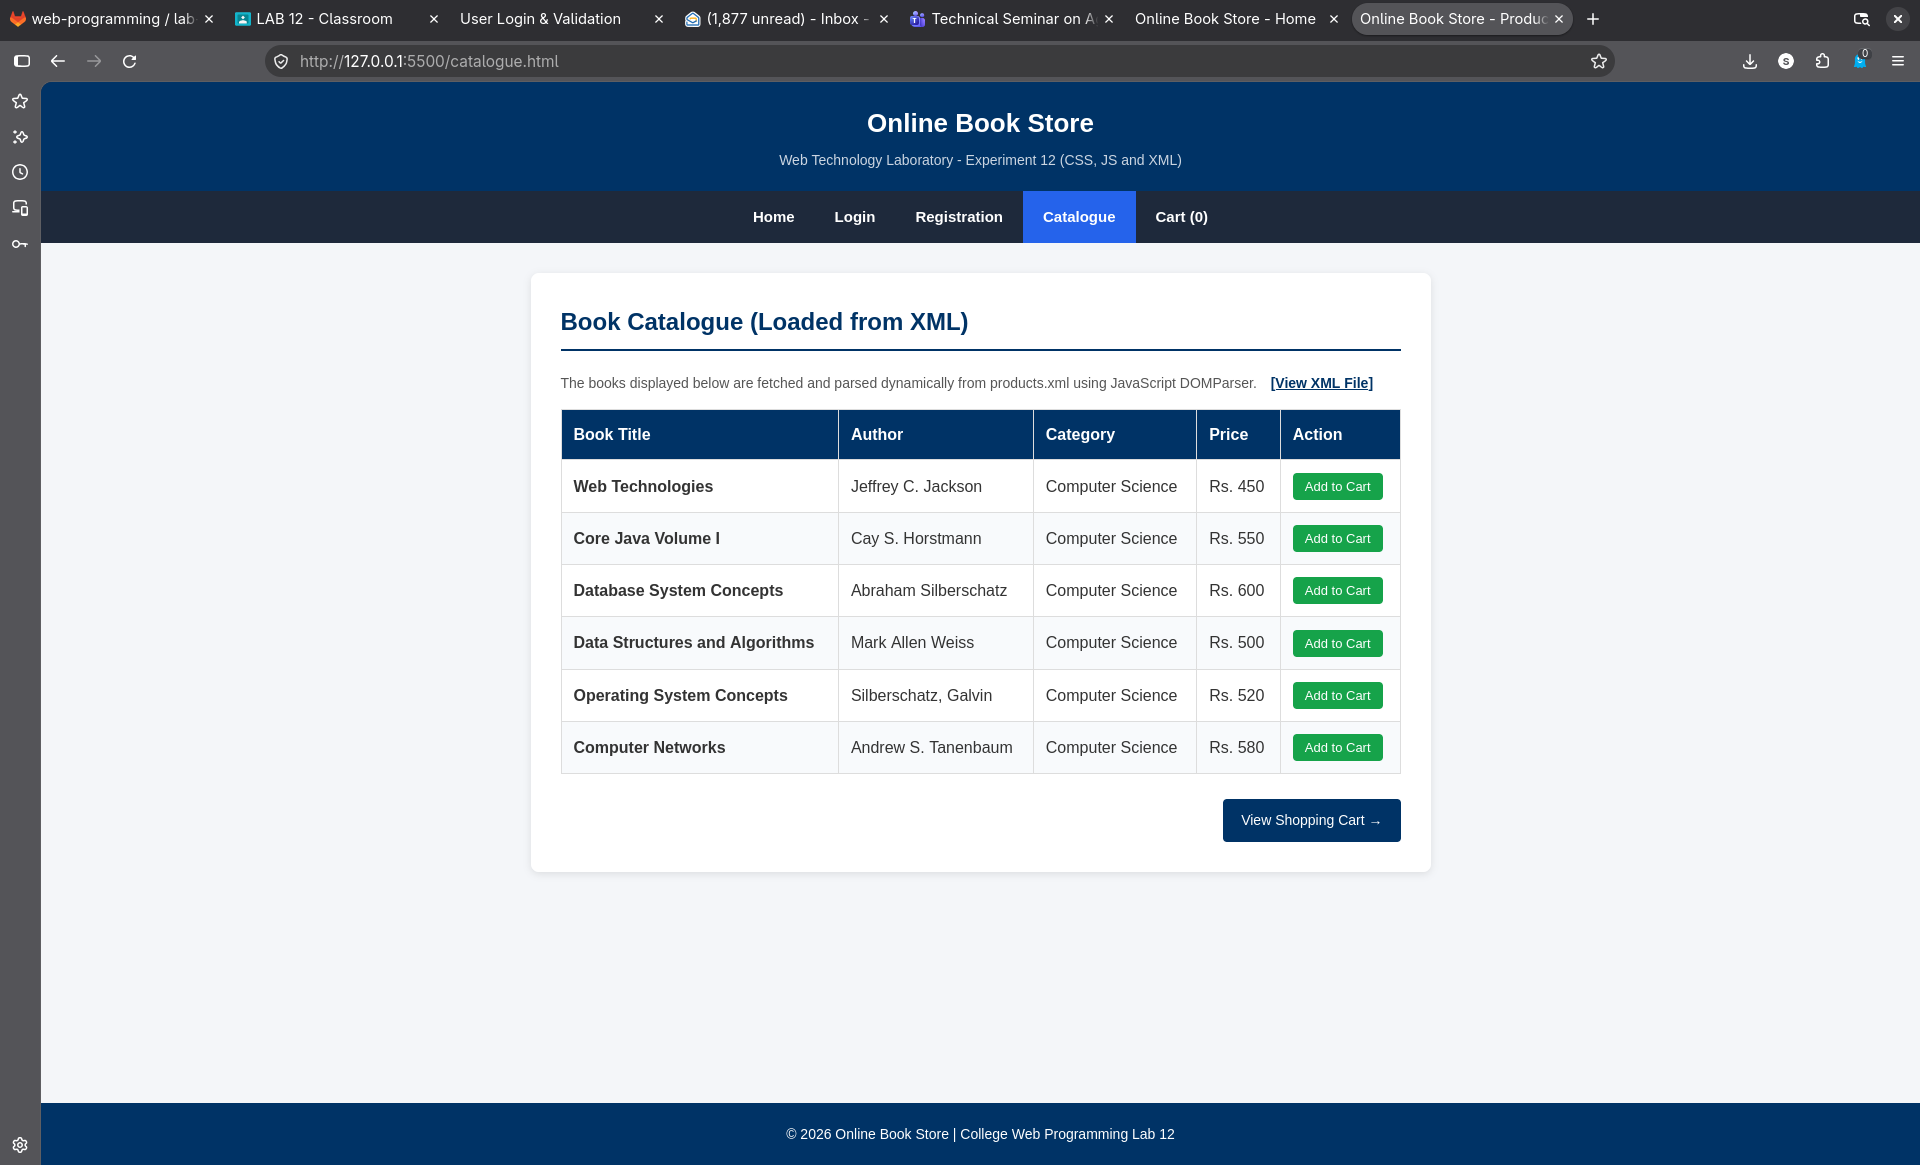 web-programming / lab
LAB 12 - Classroom
User Login & Validation
(1,877 unread) - Inbox -
Technical Seminar on A
Online Book Store - Home
Online Book Store - Produc
http://127.0.0.1:5500/catalogue.html
S
0
Online Book Store
Web Technology Laboratory - Experiment 12 (CSS, JS and XML)
Home Login Registration Catalogue Cart (0)
Book Catalogue (Loaded from XML)
The books displayed below are fetched and parsed dynamically from products.xml using JavaScript DOMParser. [View XML File]
Book Title Author Category Price Action
Web Technologies Jeffrey C. Jackson Computer Science Rs. 450 Add to Cart
Core Java Volume I Cay S. Horstmann Computer Science Rs. 550 Add to Cart
Database System Concepts Abraham Silberschatz Computer Science Rs. 600 Add to Cart
Data Structures and Algorithms Mark Allen Weiss Computer Science Rs. 500 Add to Cart
Operating System Concepts Silberschatz, Galvin Computer Science Rs. 520 Add to Cart
Computer Networks Andrew S. Tanenbaum Computer Science Rs. 580 Add to Cart
View Shopping Cart →
© 2026 Online Book Store | College Web Programming Lab 12